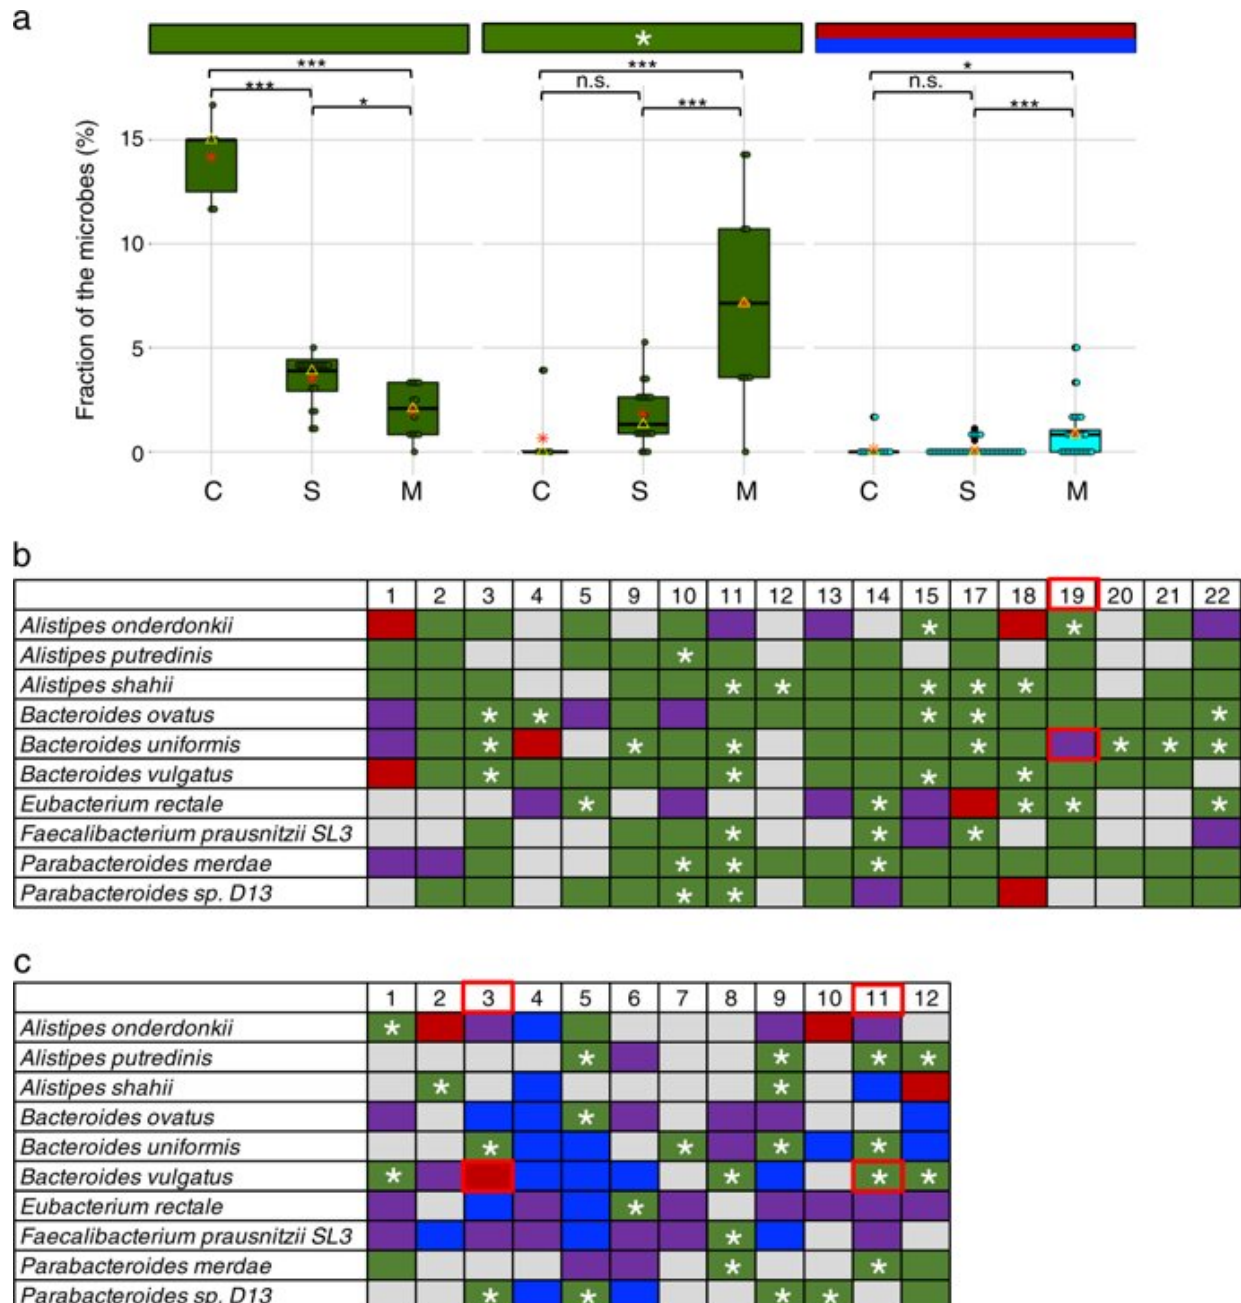 a
*
***
***
*
***
n.s.
***
*
n.s.
***
Fraction of the microbes (%)
15
10
5
0
C S M C S M C S M
b
1 2 3 4 5 9 10 11 12 13 14 15 17 18 19 20 21 22
Alistipes onderdonkii * *
Alistipes putredinis *
Alistipes shahii * * * * *
Bacteroides ovatus * * * * *
Bacteroides uniformis * * * * * * *
Bacteroides vulgatus * * * *
Eubacterium rectale * * * * *
Faecalibacterium prausnitzii SL3 * * *
Parabacteroides merdae * * *
Parabacteroides sp. D13 * *
c
1 2 3 4 5 6 7 8 9 10 11 12
Alistipes onderdonkii *
Alistipes putredinis * * * *
Alistipes shahii * *
Bacteroides ovatus *
Bacteroides uniformis * * * *
Bacteroides vulgatus * * * *
Eubacterium rectale *
Faecalibacterium prausnitzii SL3 *
Parabacteroides merdae * *
Parabacteroides sp. D13 * * * *